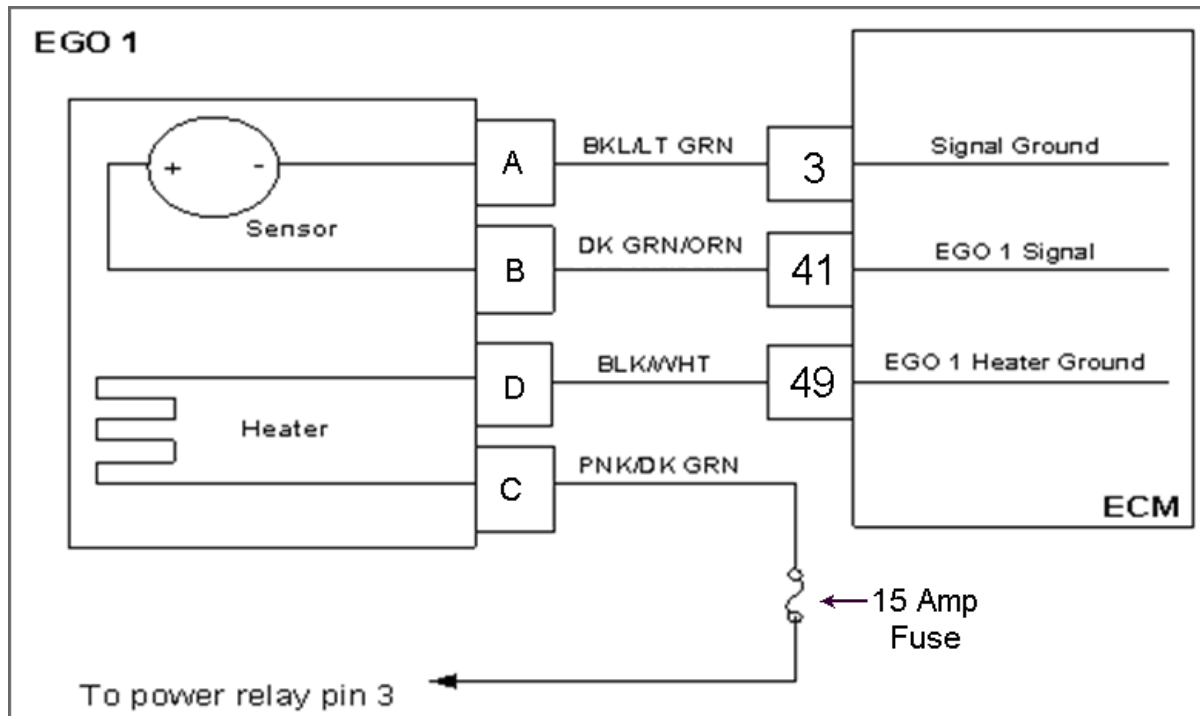 EGO 1
A
BKL/LT GRN
3
Signal Ground
+ -
Sensor
B
DK GRN/ORN
41
EGO 1 Signal
D
BLK/WHT
49
EGO 1 Heater Ground
Heater
C
PNK/DK GRN
ECM
15 Amp
Fuse
To power relay pin 3